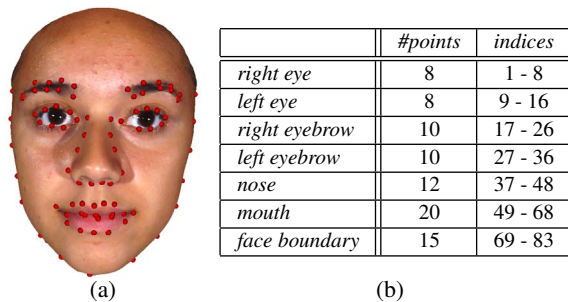 #points indices
right eye 8 1 - 8
left eye 8 9 - 16
right eyebrow 10 17 - 26
left eyebrow 10 27 - 36
nose 12 37 - 48
mouth 20 49 - 68
face boundary 15 69 - 83
(a) (b)